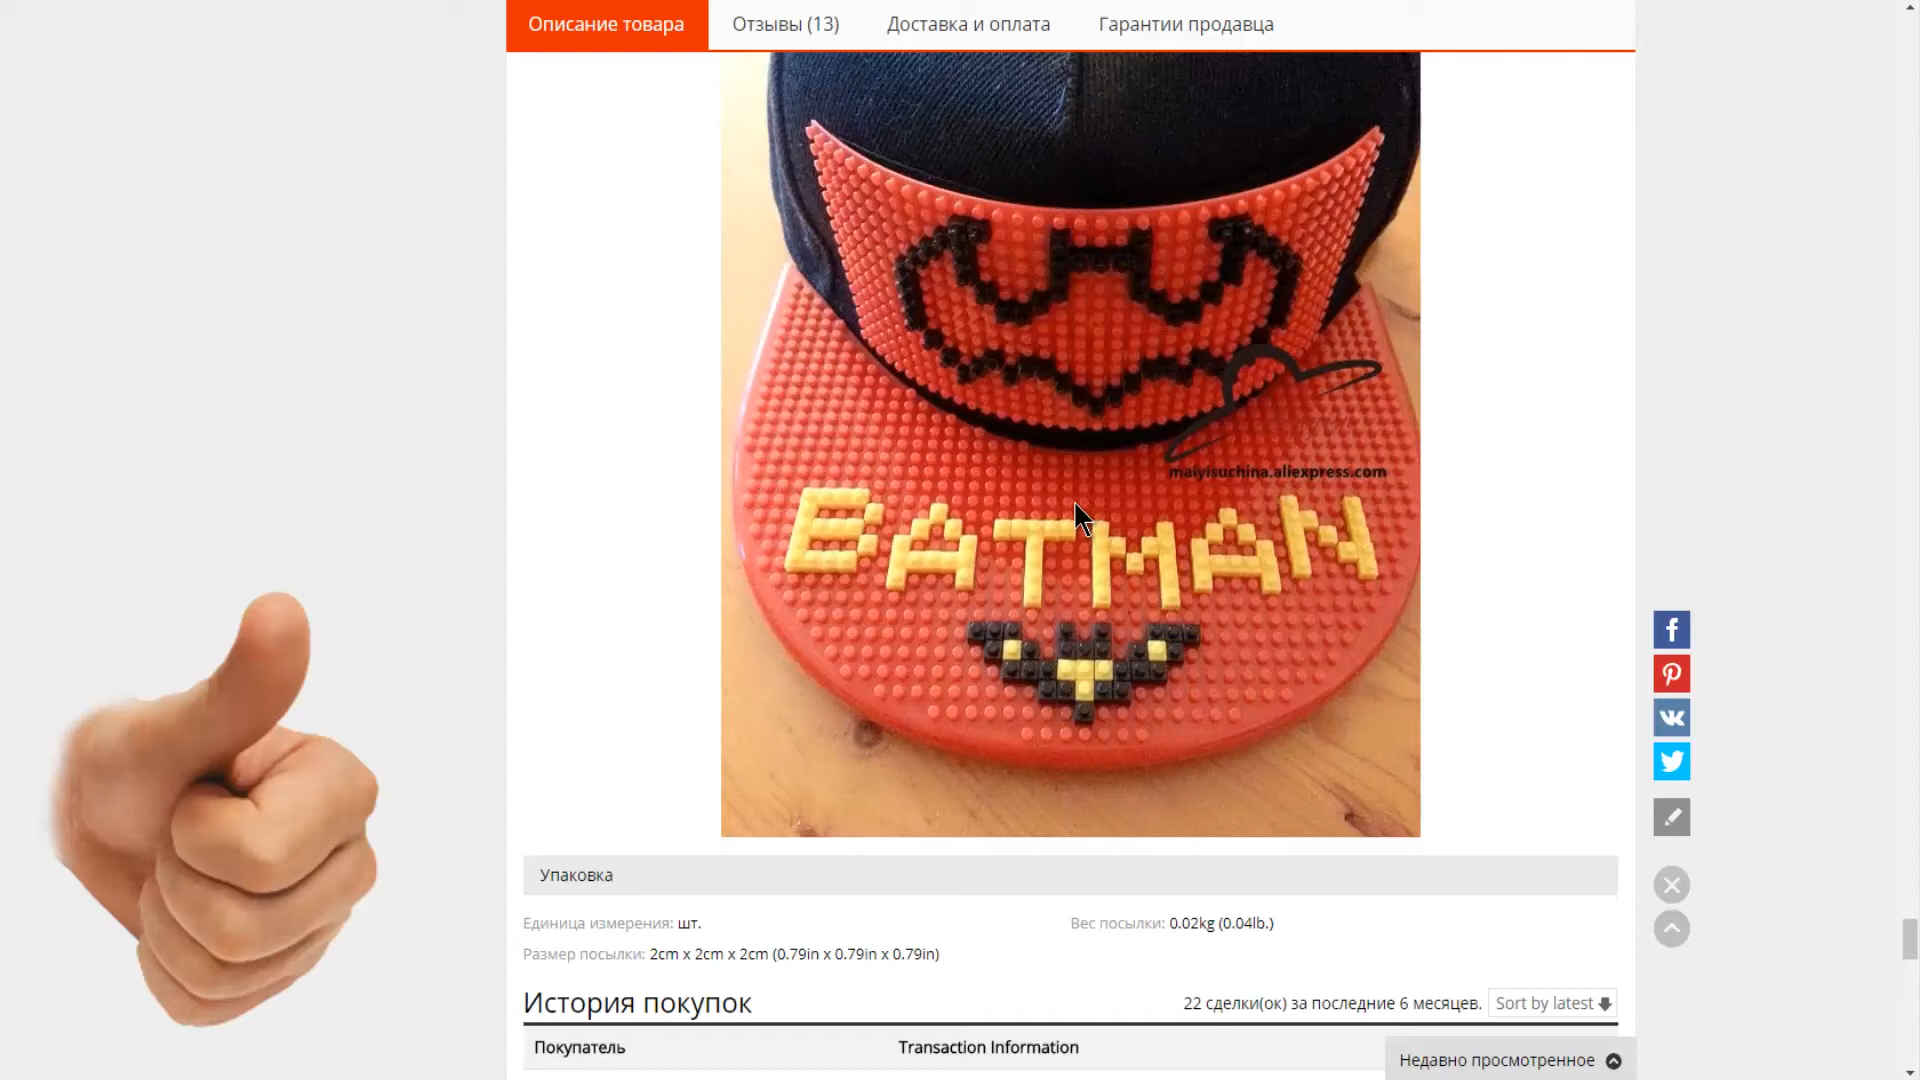 Описание товара
Отзывы (13)
Доставка и оплата
Гарантии продавца
maiyisuchina.aliexpress.com
BATMAN
Упаковка
Единица измерения: шт.
Вес посылки: 0.02kg (0.04lb.)
Размер посылки: 2cm x 2cm x 2cm (0.79in x 0.79in x 0.79in)
История покупок
22 сделки(ок) за последние 6 месяцев.
Sort by latest
Покупатель
Transaction Information
Недавно просмотренное